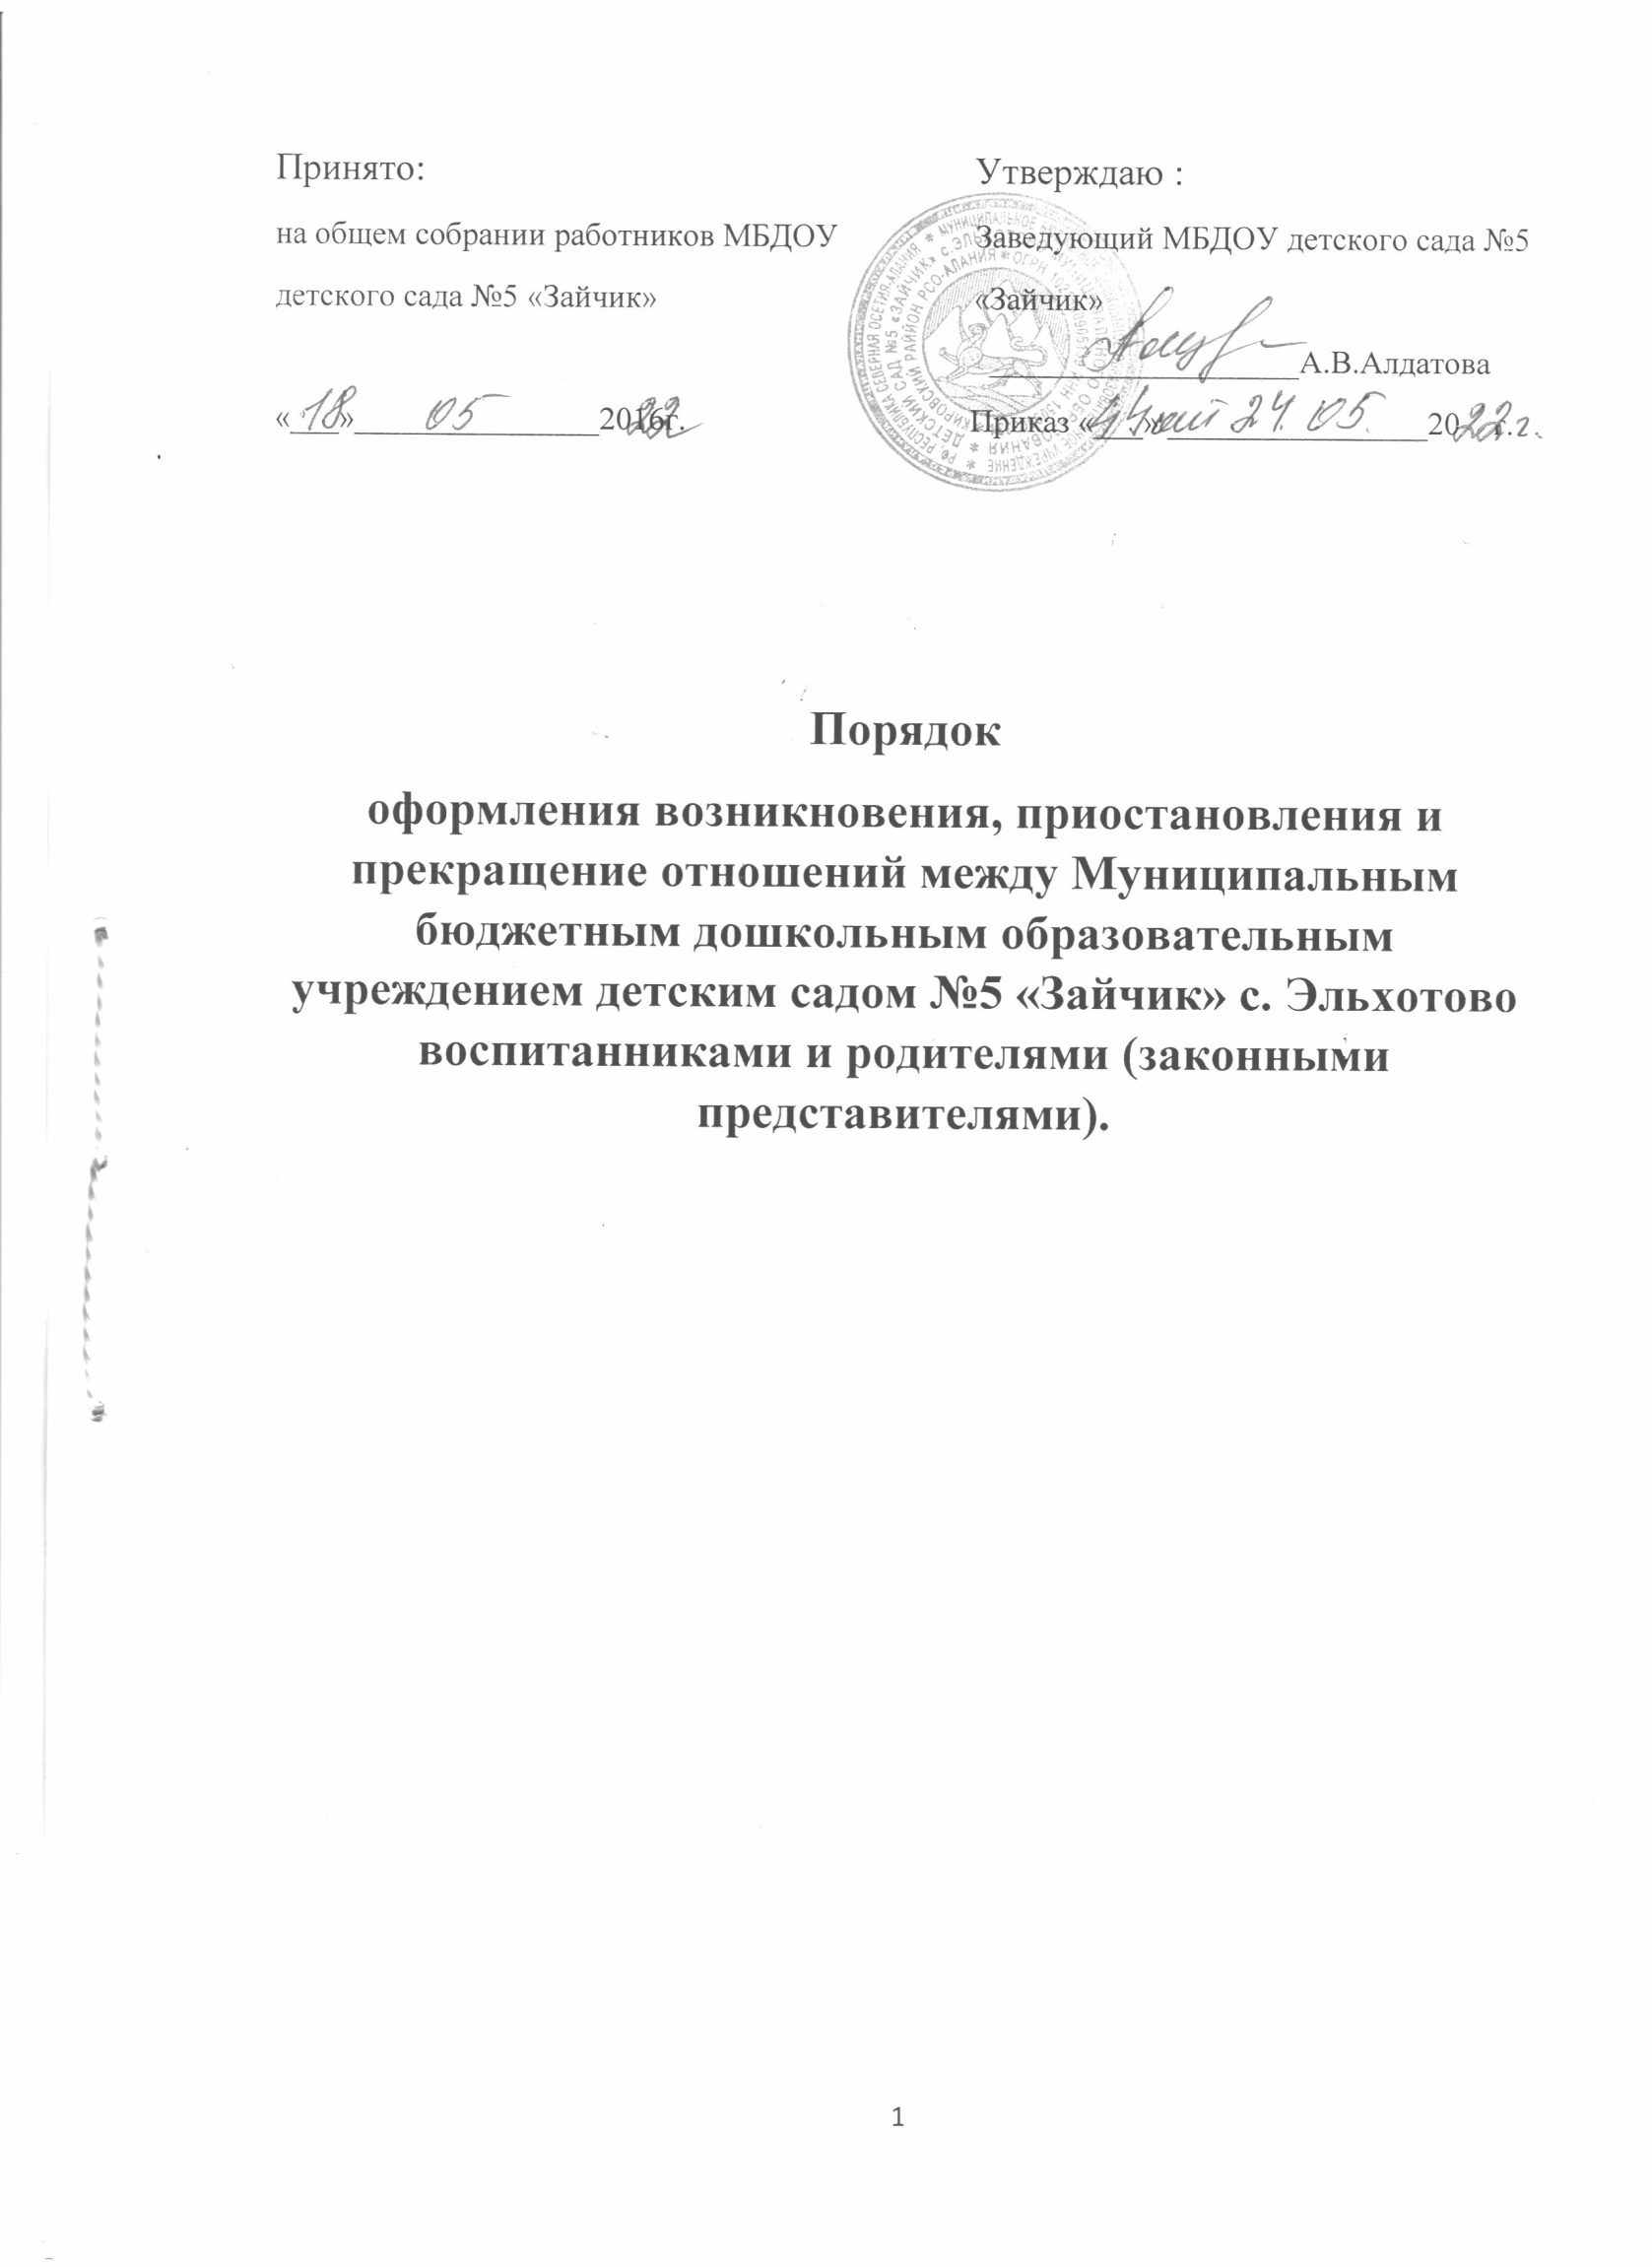 Принято:
на общем собрании работников МБДОУ
детского сада №5 «Зайчик»
«18» 05 2022г.
Утверждаю :
Заведующий МБДОУ детского сада №5
«Зайчик»
А.В.Алдатова
Приказ « » 24. 05. 2022г.
Порядок
оформления возникновения, приостановления и
прекращение отношений между Муниципальным
бюджетным дошкольным образовательным
учреждением детским садом №5 «Зайчик» с. Эльхотово
воспитанниками и родителями (законными
представителями).
1